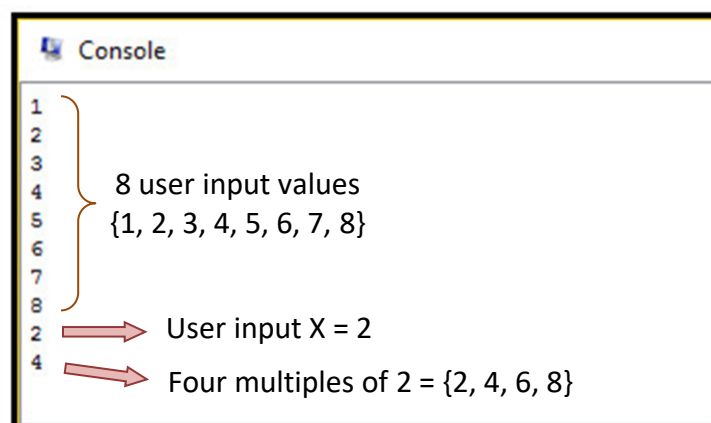 Console
1
2
3
4
5
6
7
8
8 user input values
{1, 2, 3, 4, 5, 6, 7, 8}
2
User input X = 2
4
Four multiples of 2 = {2, 4, 6, 8}